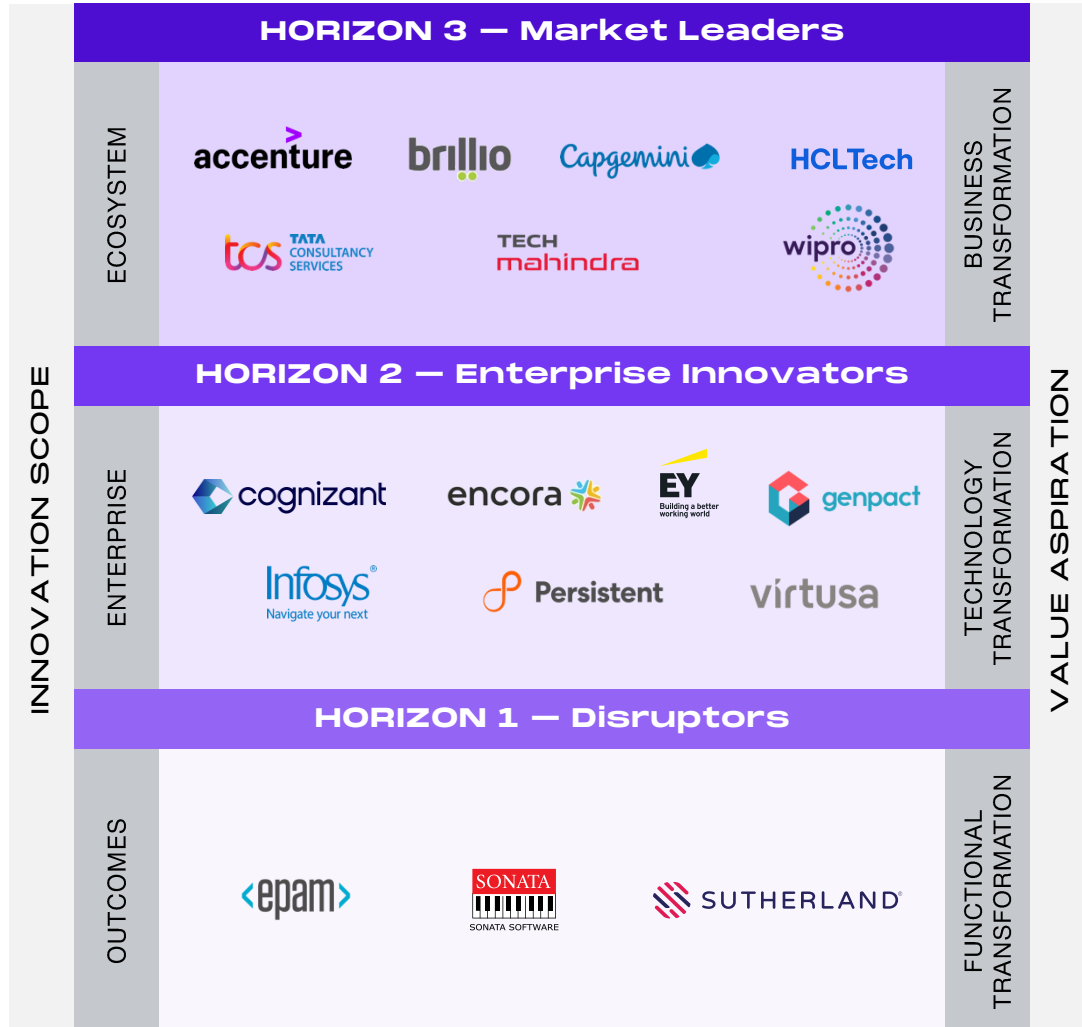 HORIZON 3 — Market Leaders
ECOSYSTEM
accenture
brillio
Capgemini
HCLTech
tcs TATA
CONSULTANCY
SERVICES
TECH
mahindra
wipro
BUSINESS
TRANSFORMATION
INNOVATION SCOPE
HORIZON 2 — Enterprise Innovators
VALUE ASPIRATION
ENTERPRISE
cognizant
encora
EY
Building a better
working world
genpact
Infosys®
Navigate your next
Persistent
virtusa
TECHNOLOGY
TRANSFORMATION
HORIZON 1 — Disruptors
OUTCOMES
<epam>
SONATA
SONATA SOFTWARE
SUTHERLAND®
FUNCTIONAL
TRANSFORMATION